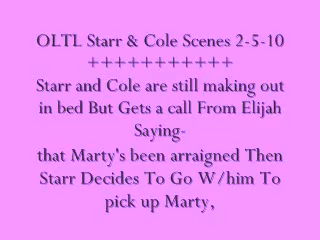 OLTL Starr & Cole Scenes 2-5-10
+++++++++++
Starr and Cole are still making out
in bed But Gets a call From Elijah
Saying-
that Marty's been arraigned Then
Starr Decides To Go W/him To
pick up Marty,